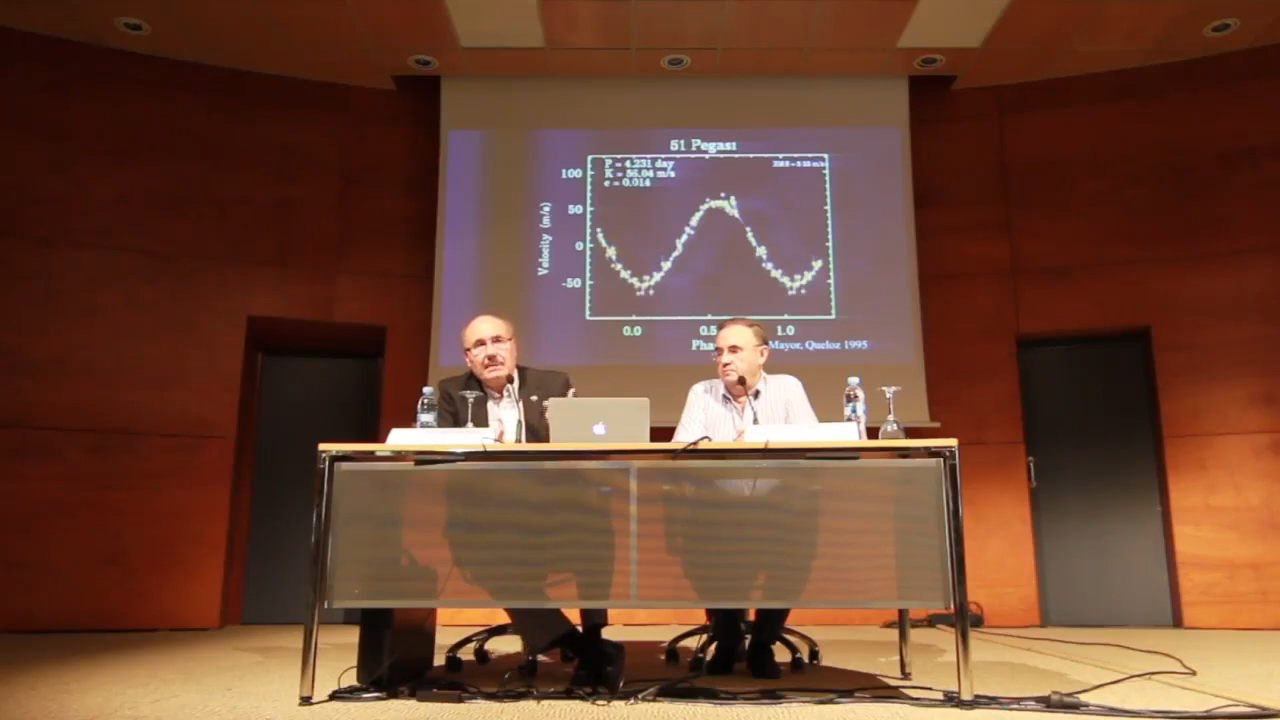 51 Pegasi
P = 4.231 day
K = 56.04 m/s
e = 0.014
100
50
0
-50
Velocity (m/s)
0.0
0.5
1.0
Mayor, Queloz 1995